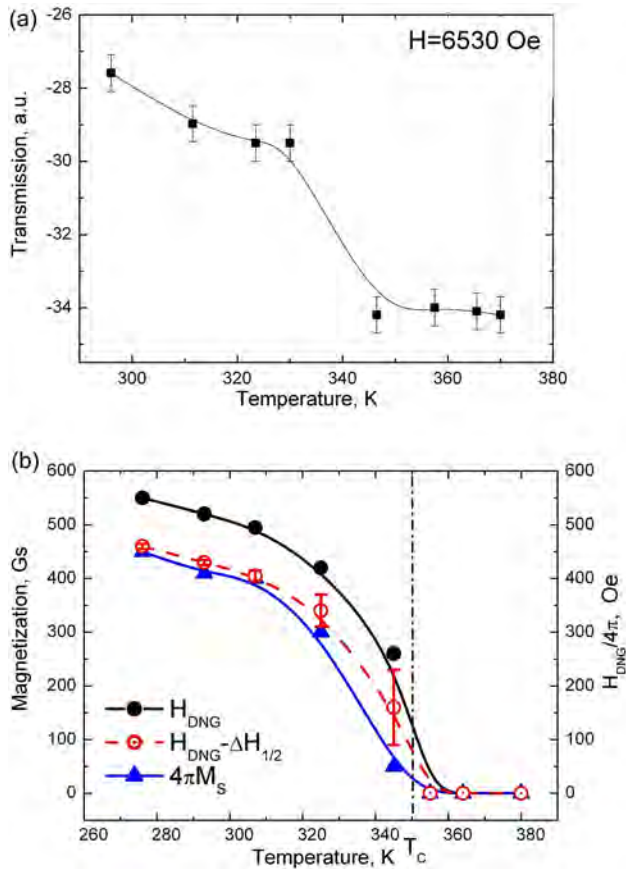 (a)
H=6530 Oe
Transmission, a.u.
-26
-28
-30
-32
-34
300 320 340 360 380
Temperature, K
(b)
Magnetization, Gs
600
500
400
300
200
100
0
H_DNG
H_DNG-ΔH_1/2
4πM_S
600
500
400
300
200
100
0
H_DNG/4π, Oe
260 280 300 320 340 360 380
Temperature, K T_C